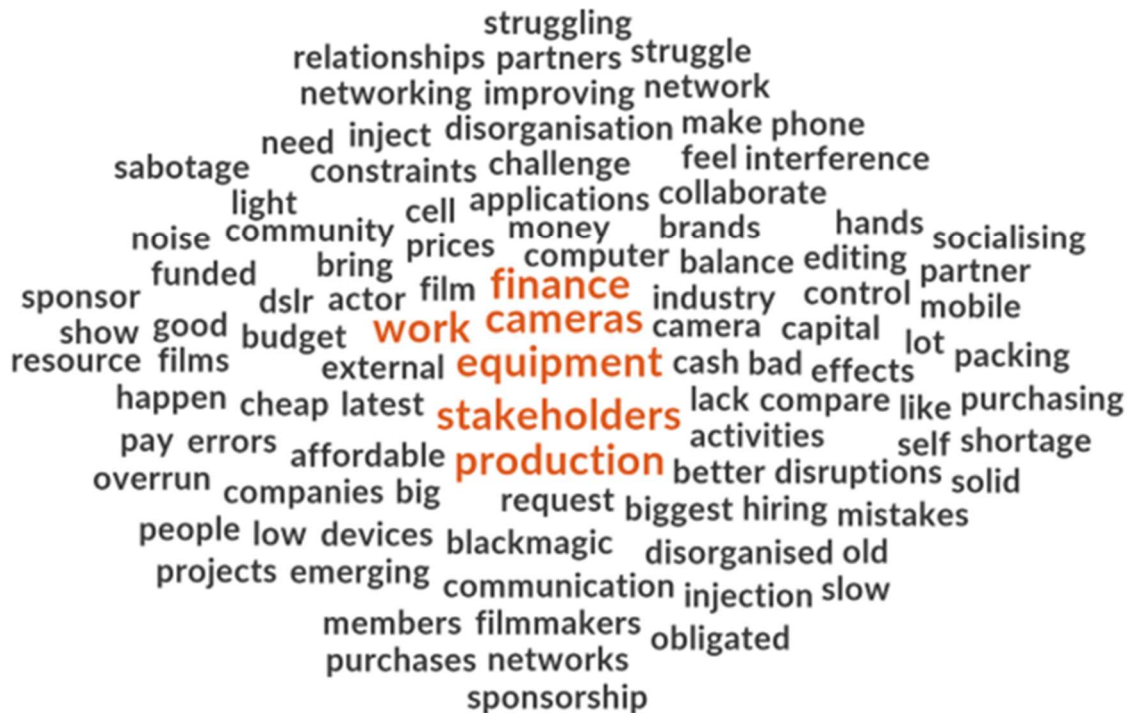 struggling
relationships partners struggle
networking improving network
need inject disorganisation make phone
sabotage constraints challenge feel interference
light cell applications collaborate
noise community prices money brands hands socialising
funded bring computer balance editing partner
sponsor dslr actor film finance industry control mobile
show good budget work cameras camera capital lot packing
resource films external equipment cash bad effects
happen cheap latest stakeholders lack compare like purchasing
pay errors affordable production activities self shortage
overrun companies big request better disruptions solid
people low devices blackmagic biggest hiring mistakes
projects emerging communication disorganised old
injection slow
members filmmakers obligated
purchases networks
sponsorship